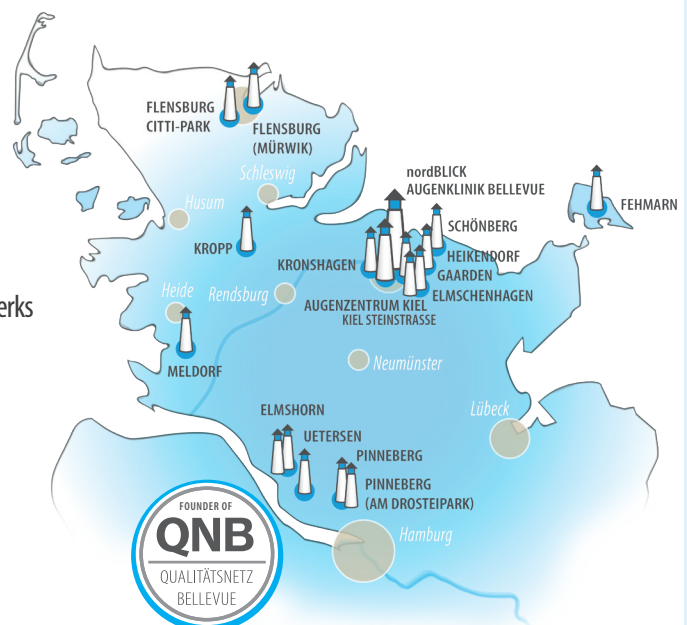 FLENSBURG
CITTI-PARK
FLENSBURG
(MÜRWIK)
Schleswig
nordBLICK
AUGENKLINIK BELLEVUE
FEHMARN
Husum
SCHÖNBERG
KROPP
HEIKENDORF
KRONSHAGEN
GAARDEN
ELMSCHENHAGEN
Heide
Rendsburg
AUGENZENTRUM KIEL
KIEL STEINSTRASSE
erks
Neumünster
MELDORF
Lübeck
ELMSHORN
UETERSEN
PINNEBERG
PINNEBERG
(AM DROSTEIPARK)
Hamburg
FOUNDER OF
QNB
QUALITÄTSNETZ
BELLEVUE